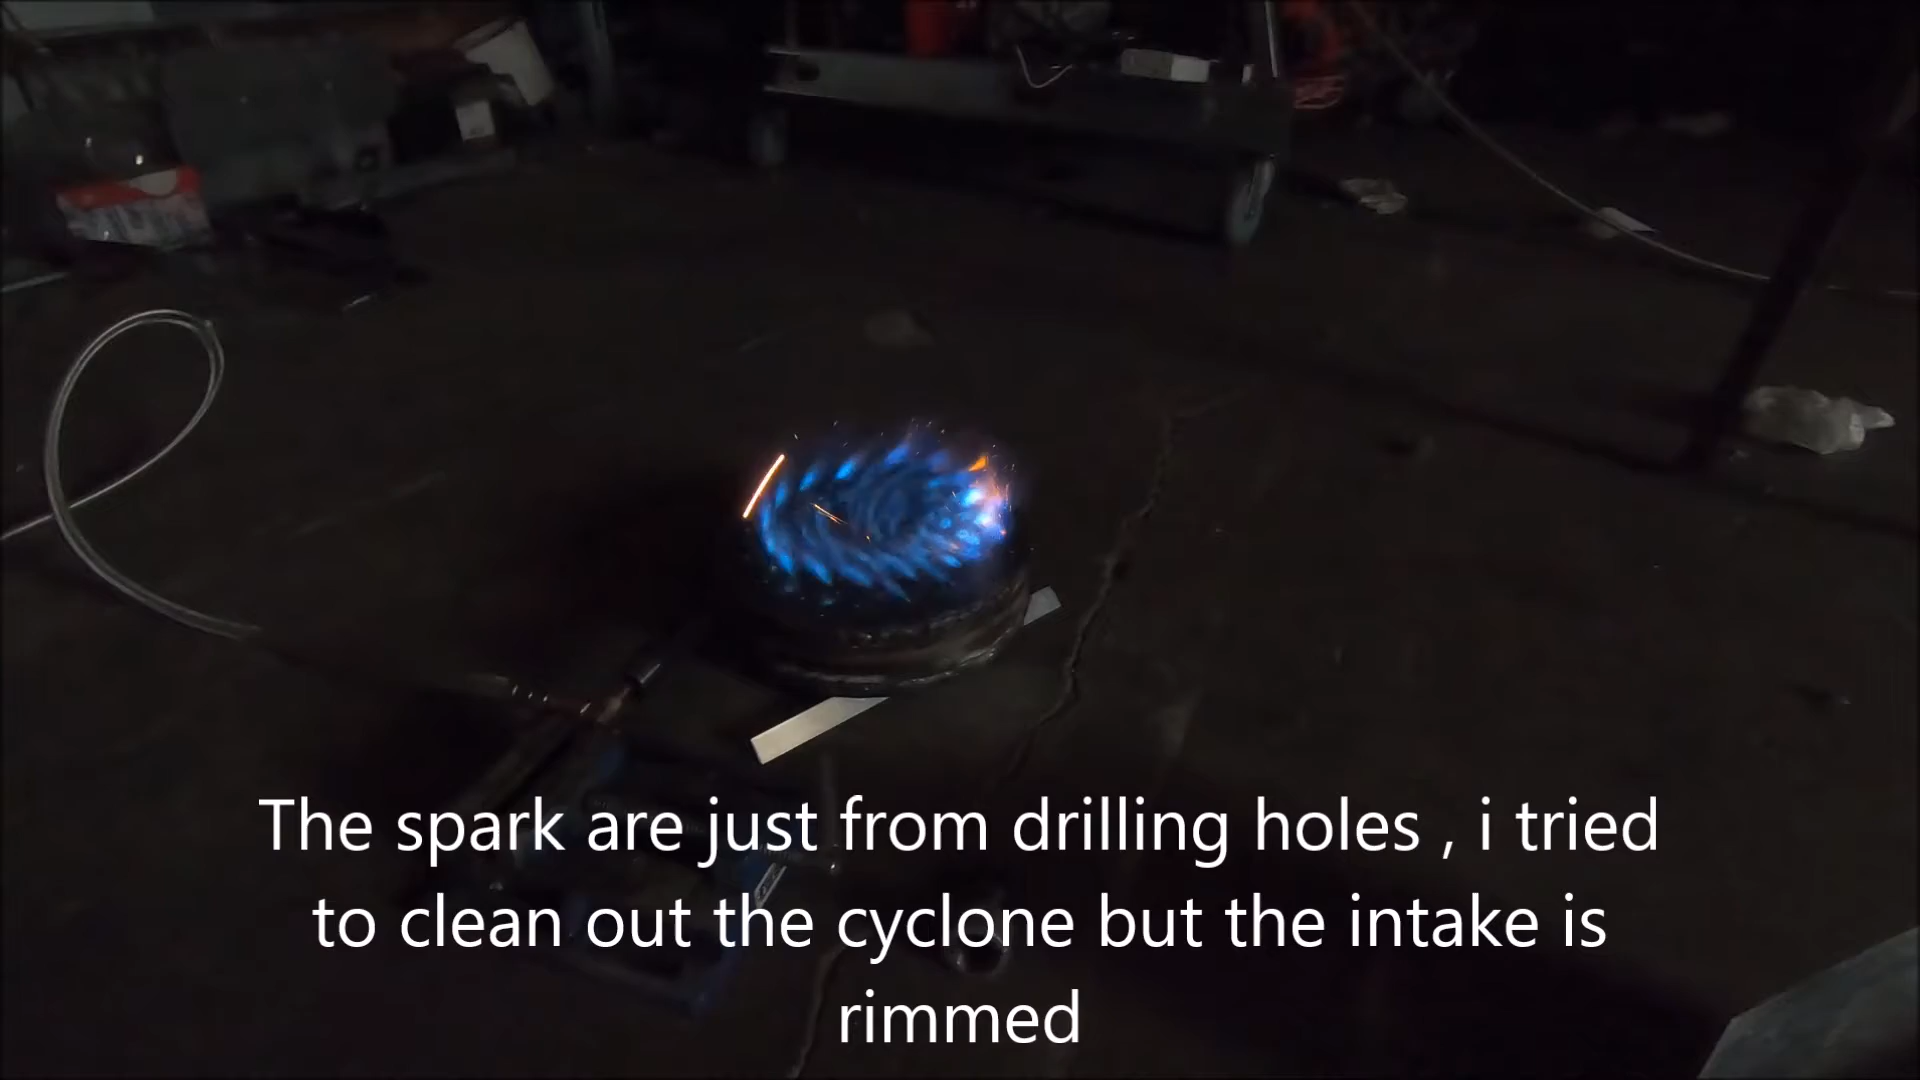 The spark are just from drilling holes , i tried
to clean out the cyclone but the intake is
rimmed